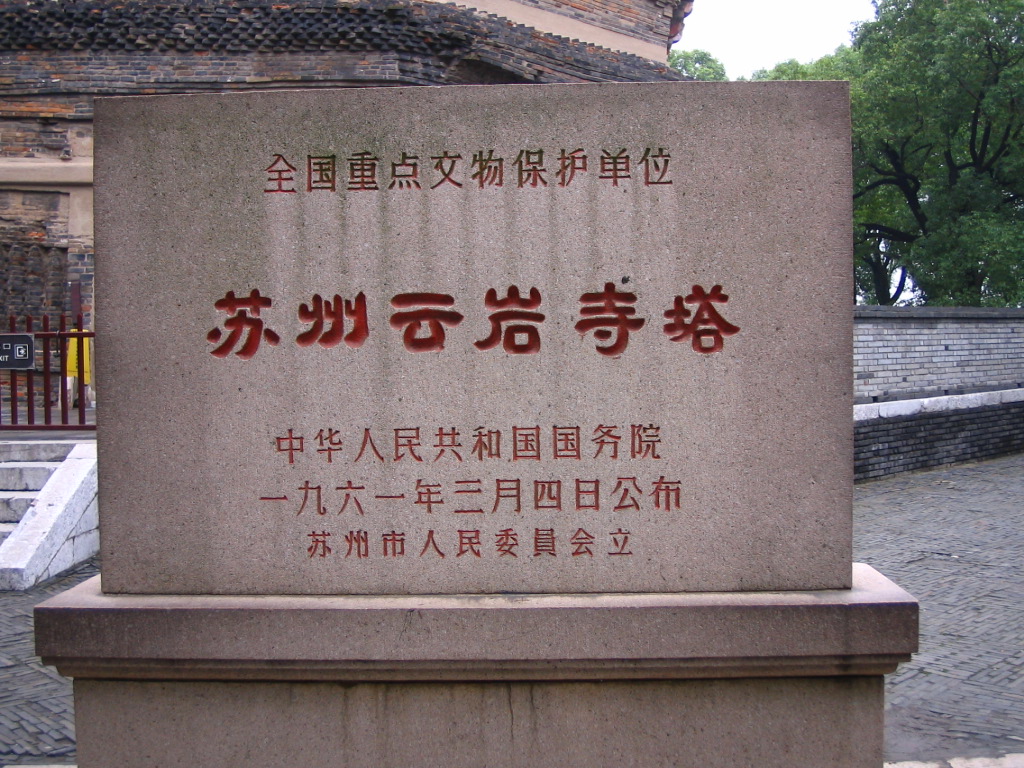 全国重点文物保护单位
苏州云岩寺塔
中华人民共和国国务院
一九六一年三月四日公布
苏州市人民委員会立
XIT